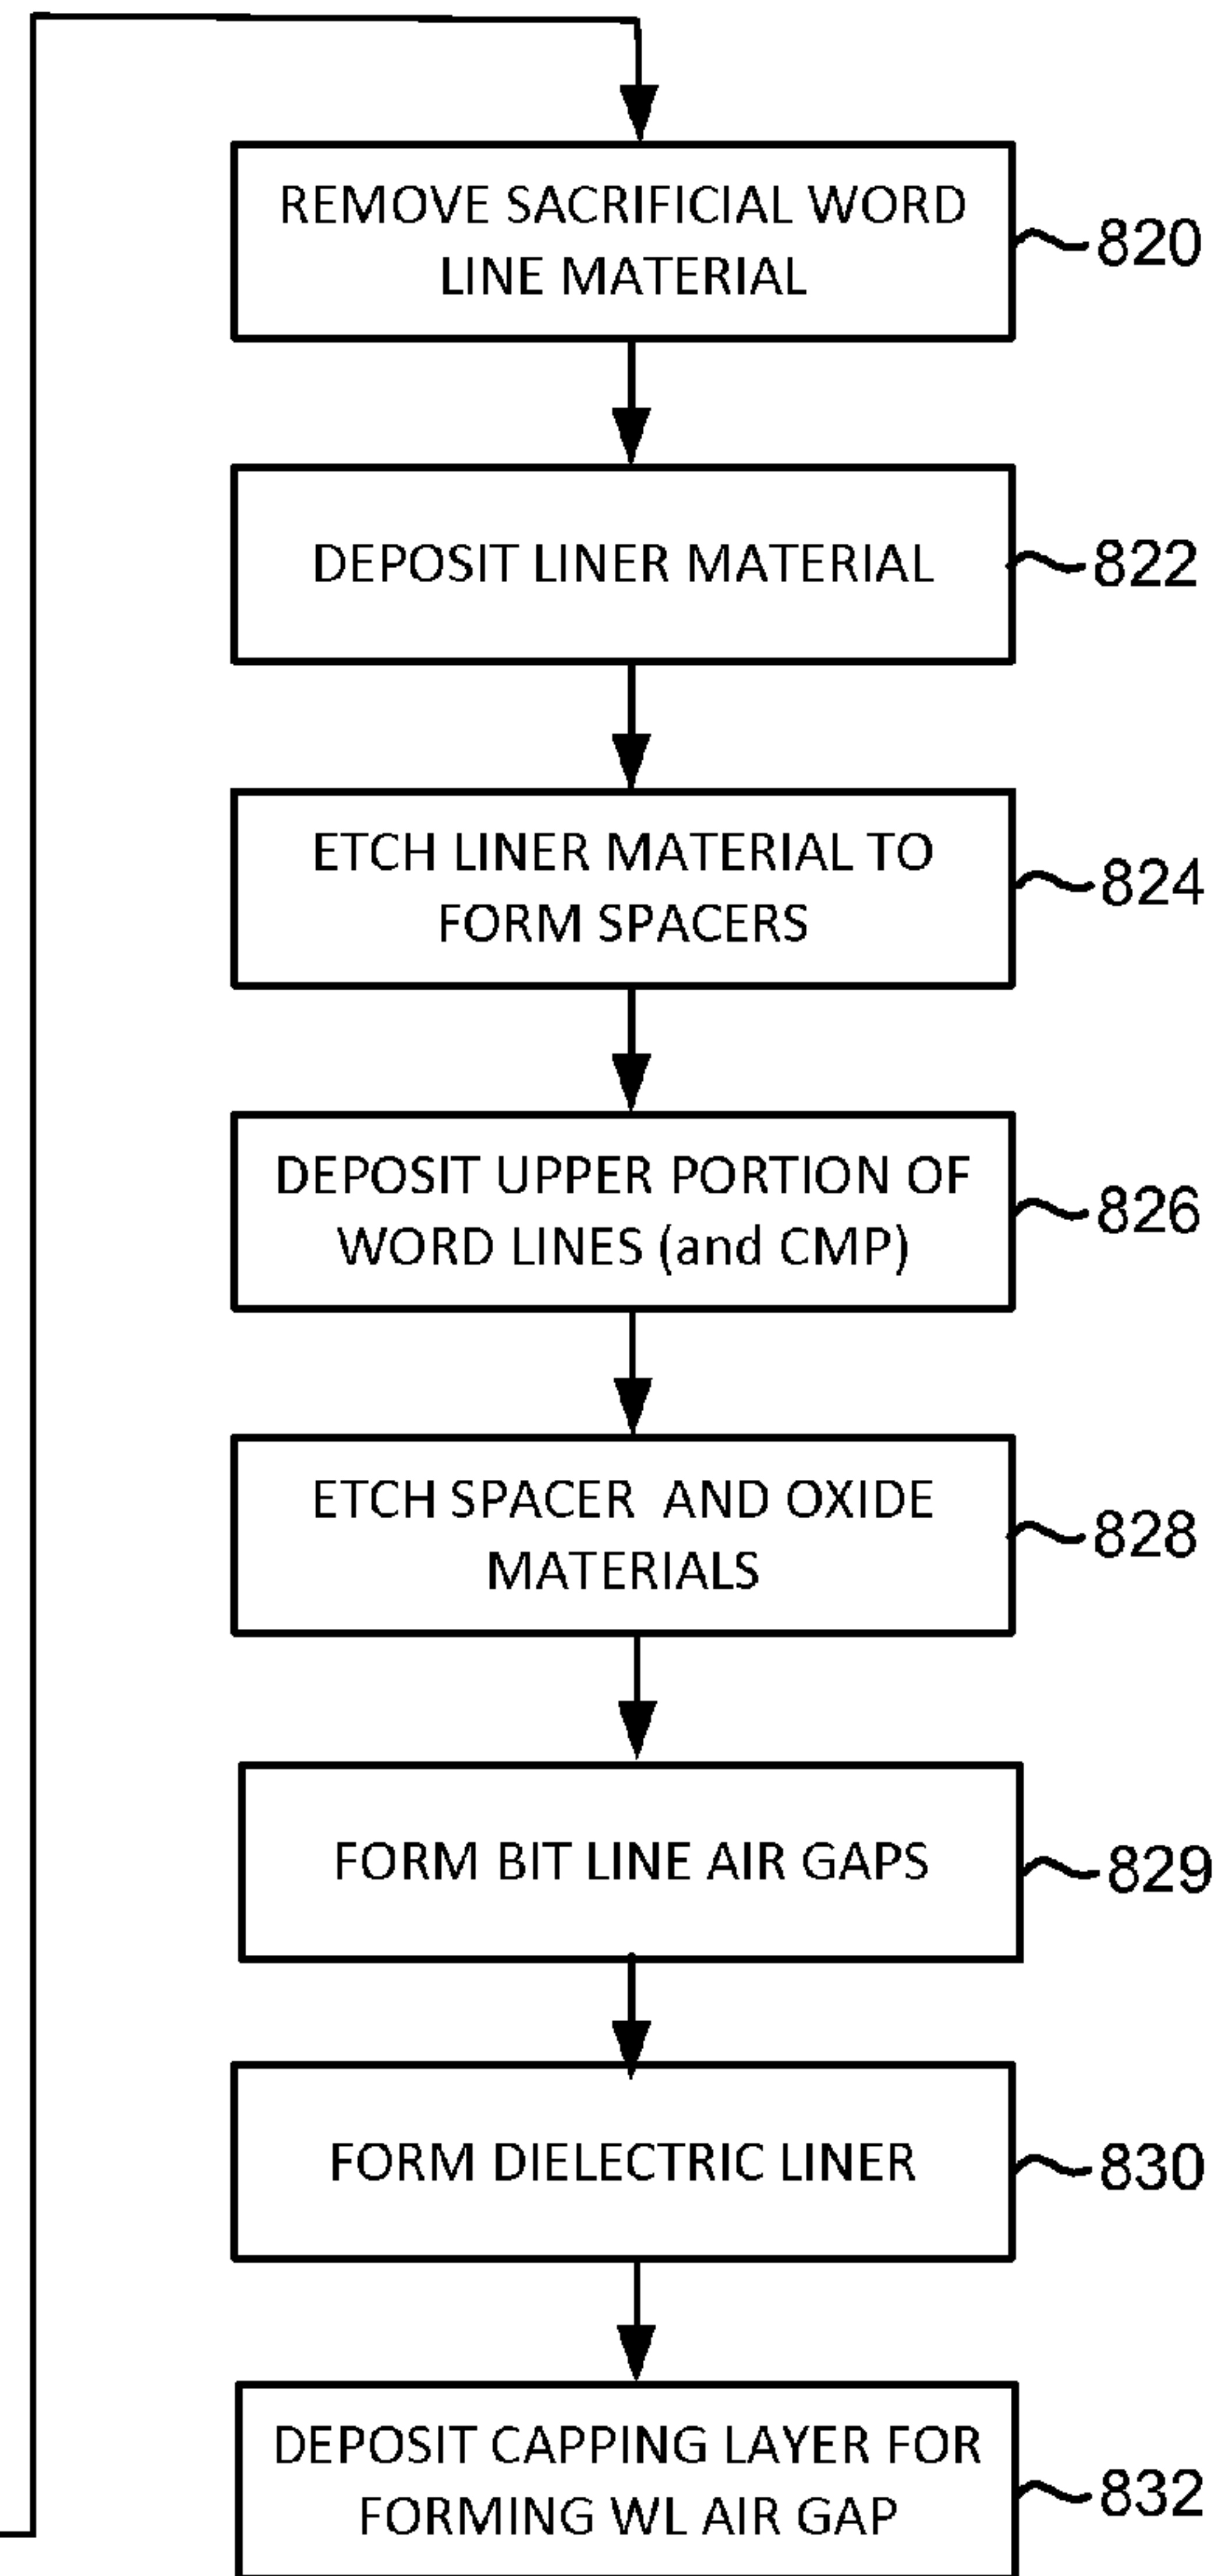 REMOVE SACRIFICIAL WORD
LINE MATERIAL
820
DEPOSIT LINER MATERIAL
822
ETCH LINER MATERIAL TO
FORM SPACERS
824
DEPOSIT UPPER PORTION OF
WORD LINES (and CMP)
826
ETCH SPACER AND OXIDE
MATERIALS
828
FORM BIT LINE AIR GAPS
829
FORM DIELECTRIC LINER
830
DEPOSIT CAPPING LAYER FOR
FORMING WL AIR GAP
832